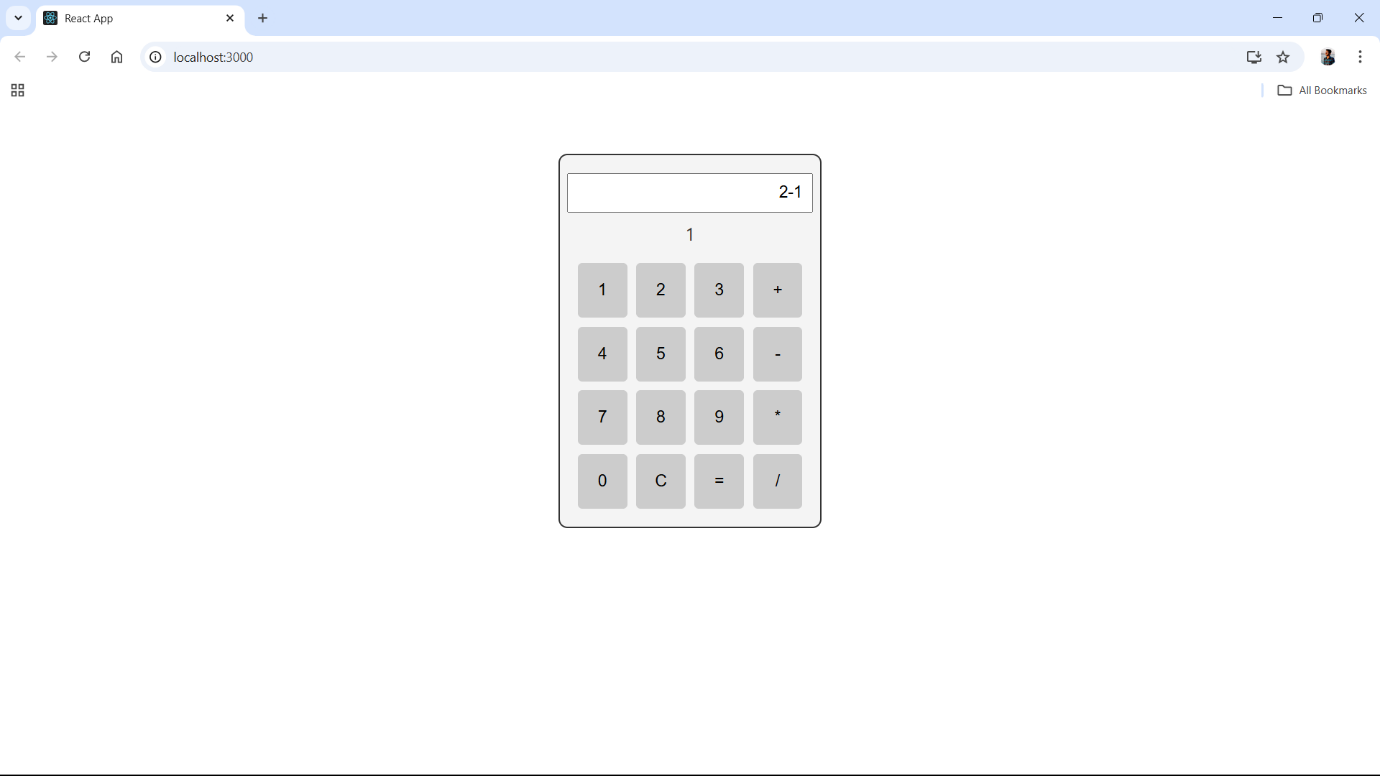 React App
localhost:3000
All Bookmarks
2-1
1
1 2 3 +
4 5 6 -
7 8 9 *
0 C = /